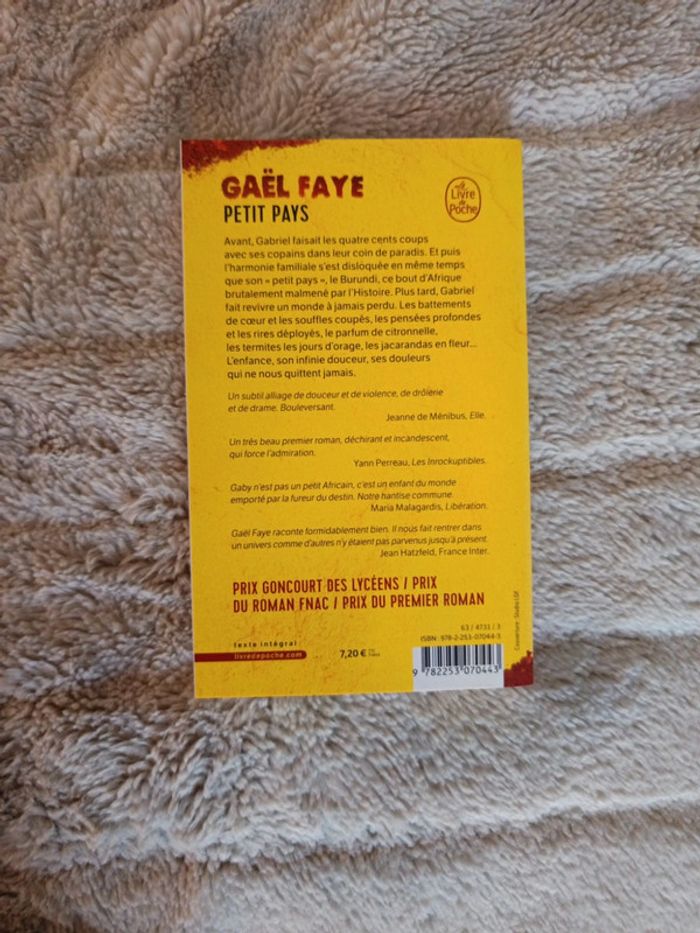 GAËL FAYE
PETIT PAYS
le
Livre
de
Poche
Avant, Gabriel faisait les quatre cents coups
avec ses copains dans leur coin de paradis. Et puis
l'harmonie familiale s'est disloquée en même temps
que son « petit pays », le Burundi, ce bout d'Afrique
brutalement malmené par l'Histoire. Plus tard, Gabriel
fait revivre un monde à jamais perdu. Les battements
de cœur et les souffles coupés, les pensées profondes
et les rires déployés, le parfum de citronnelle,
les termites les jours d'orage, les jacarandas en fleur...
L'enfance, son infinie douceur, ses douleurs
qui ne nous quittent jamais.
Un subtil alliage de douceur et de violence, de drôlerie
et de drame. Bouleversant.
Jeanne de Ménibus, Elle.
Un très beau premier roman, déchirant et incandescent,
qui force l'admiration.
Yann Perreau, Les Inrockuptibles.
Gaby n'est pas un petit Africain, c'est un enfant du monde
emporté par la fureur du destin. Notre hantise commune.
Maria Malagardis, Libération.
Gaël Faye raconte formidablement bien. Il nous fait rentrer dans
un univers comme d'autres n'y étaient pas parvenus jusqu'à présent.
Jean Hatzfeld, France Inter.
PRIX GONCOURT DES LYCÉENS / PRIX
DU ROMAN FNAC / PRIX DU PREMIER ROMAN
texte intégral
livredepoche.com
7,20 €
63 / 4731 / 3
ISBN : 978-2-253-07044-3
9 782253 070443
Couverture : Studio LGF.